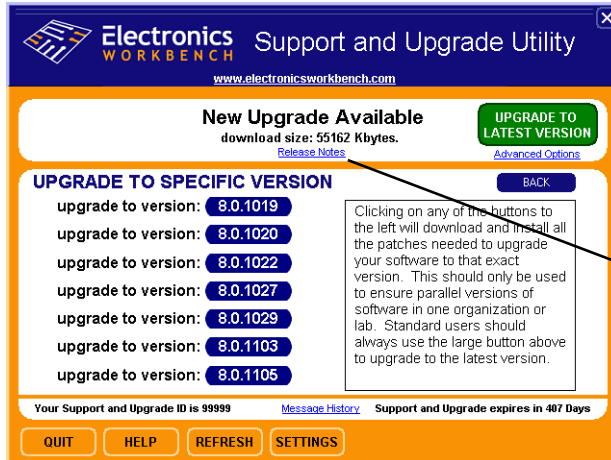 Electronics
WORKBENCH
Support and Upgrade Utility
www.electronicsworkbench.com
New Upgrade Available
download size: 55162 Kbytes.
Release Notes
UPGRADE TO
LATEST VERSION
Advanced Options
UPGRADE TO SPECIFIC VERSION
BACK
upgrade to version: 8.0.1019
upgrade to version: 8.0.1020
upgrade to version: 8.0.1022
upgrade to version: 8.0.1027
upgrade to version: 8.0.1029
upgrade to version: 8.0.1103
upgrade to version: 8.0.1105
Clicking on any of the buttons to
the left will download and install all
the patches needed to upgrade
your software to that exact
version. This should only be used
to ensure parallel versions of
software in one organization or
lab. Standard users should
always use the large button above
to upgrade to the latest version.
Your Support and Upgrade ID is 99999 Message History Support and Upgrade expires in 407 Days
QUIT HELP REFRESH SETTINGS